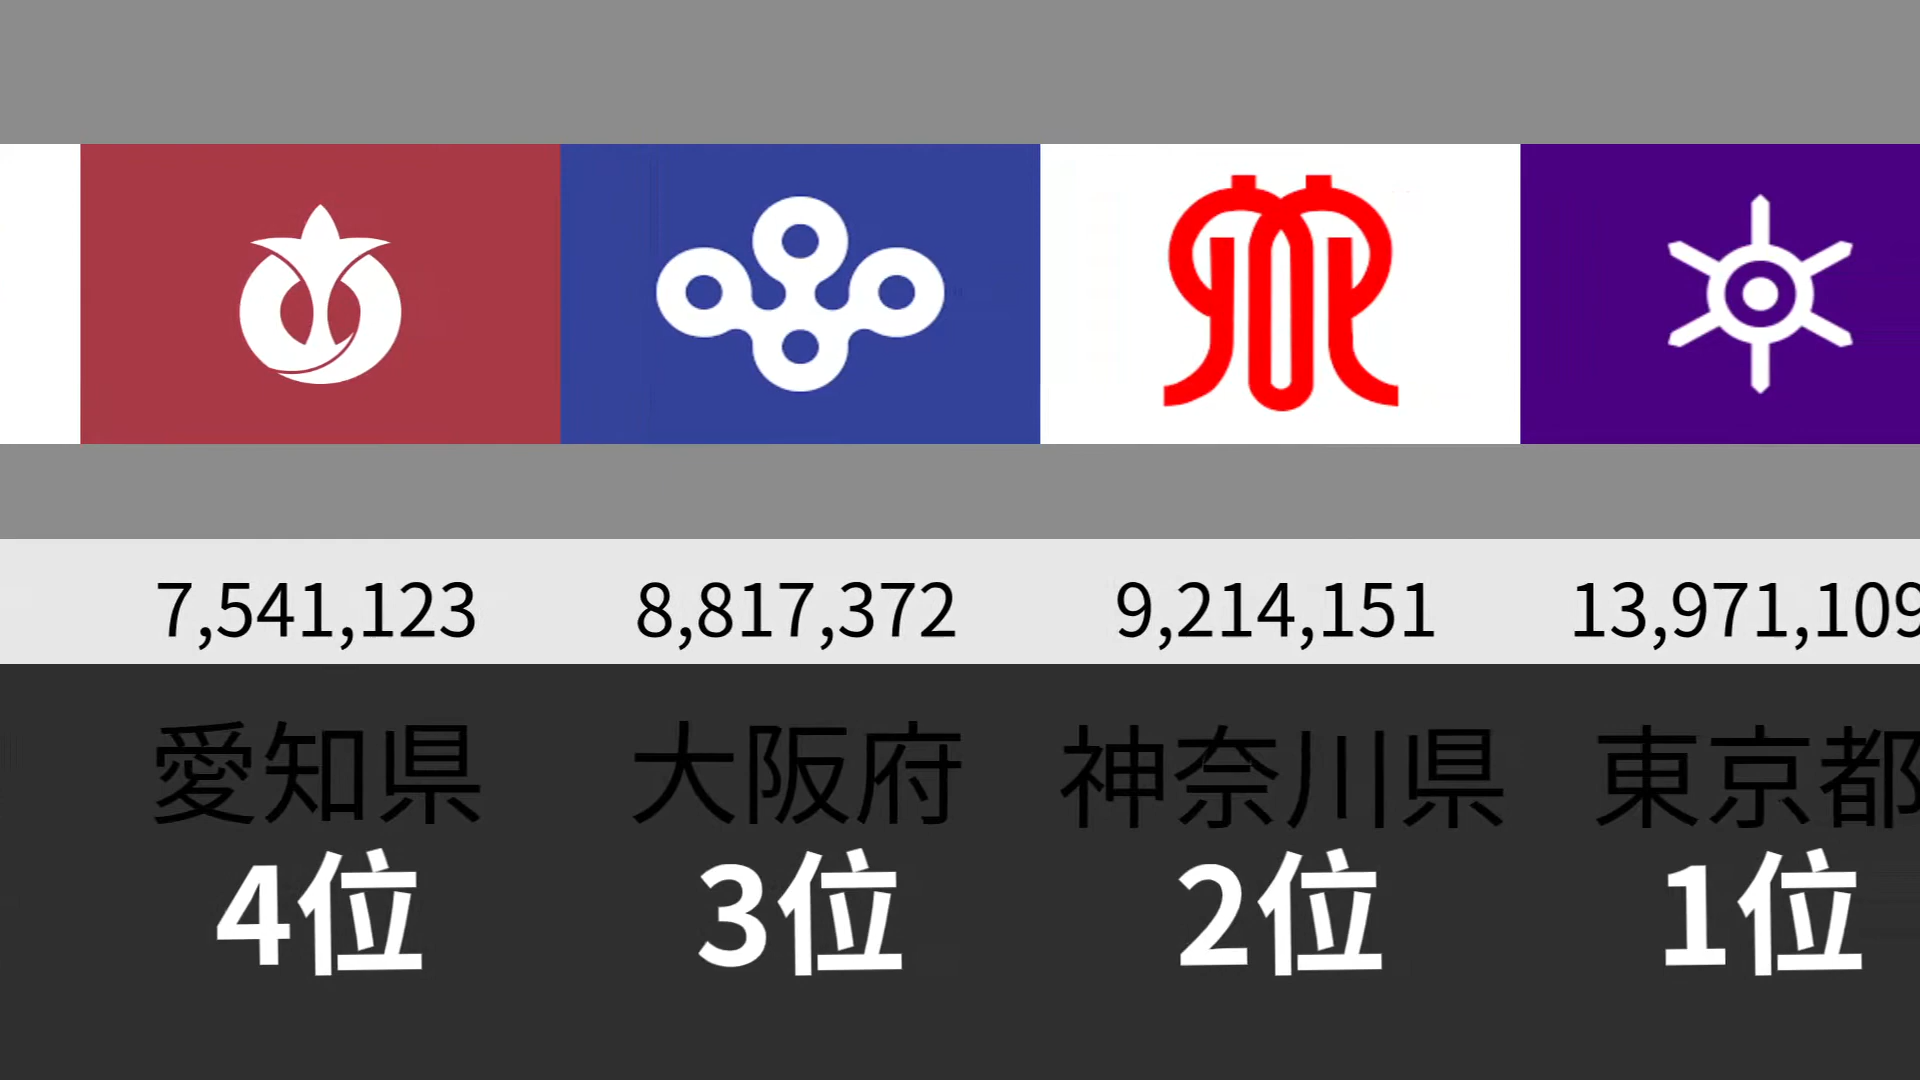 7,541,123 8,817,372 9,214,151 13,971,109
愛知県 大阪府 神奈川県 東京都
4位 3位 2位 1位